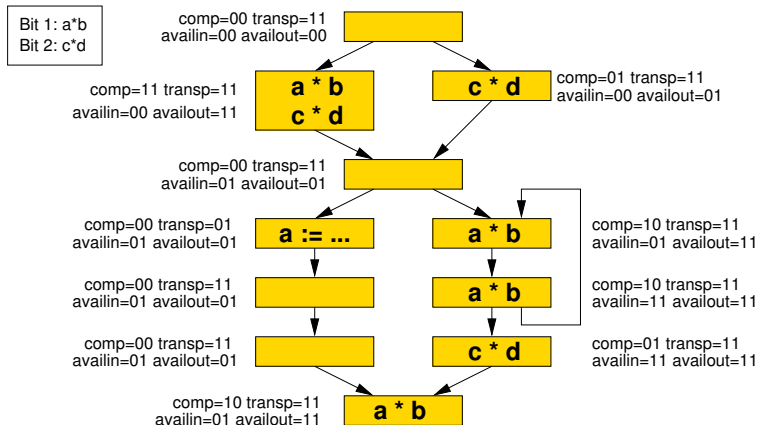 Bit 1: a*b
Bit 2: c*d
comp=00 transp=11
availin=00 availout=00
comp=11 transp=11
availin=00 availout=11
a * b
c * d
c * d
comp=01 transp=11
availin=00 availout=01
comp=00 transp=11
availin=01 availout=01
comp=00 transp=01
availin=01 availout=01
a := ...
a * b
comp=10 transp=11
availin=01 availout=11
comp=00 transp=11
availin=01 availout=01
a * b
comp=10 transp=11
availin=11 availout=11
comp=00 transp=11
availin=01 availout=01
c * d
comp=01 transp=11
availin=11 availout=11
comp=10 transp=11
availin=01 availout=11
a * b